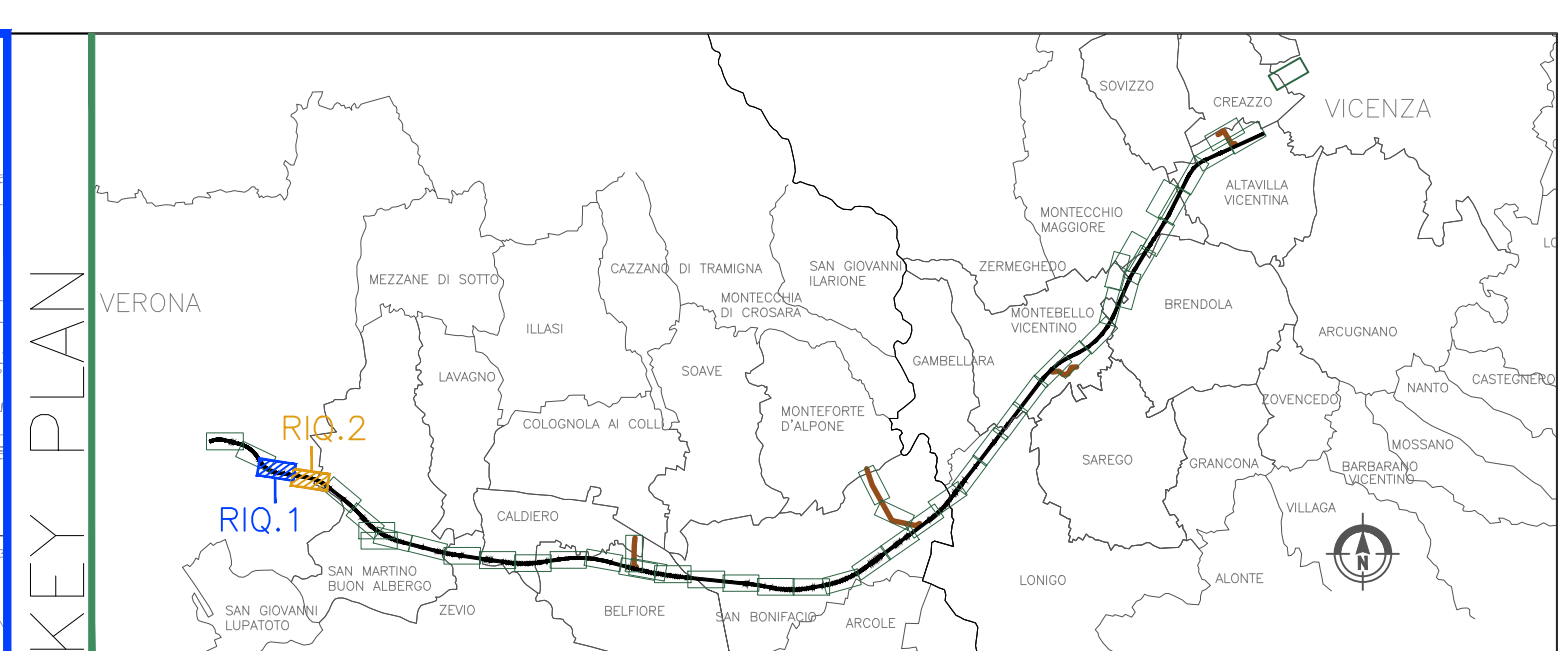 KEY PLAN
SOVIZZO
CREAZZO
VICENZA
ALTAVILLA
VICENTINA
MONTECCHIO
MAGGIORE
MEZZANE DI SOTTO
CAZZANO DI TRAMIGNA
SAN GIOVANNI
ILARIONE
ZERMEGHEDO
VERONA
MONTECCHIA
DI CROSARA
BRENDOLA
MONTEBELLO
VICENTINO
ILLASI
ARCUGNANO
GAMBELLARA
SOAVE
LAVAGNO
CASTEGNERO
NANTO
ZOVENCEDO
MONTEFORTE
D'ALPONE
COLOGNOLA AI COLLI
RIQ.2
MOSSANO
SAREGO
GRANCONA
BARBARANO
VICENTINO
VILLAGA
RIQ.1
CALDIERO
N
SAN MARTINO
BUON ALBERGO
LONIGO
ALONTE
SAN GIOVANNI
LUPATOTO
ZEVIO
BELFIORE
SAN BONIFACIO
ARCOLE